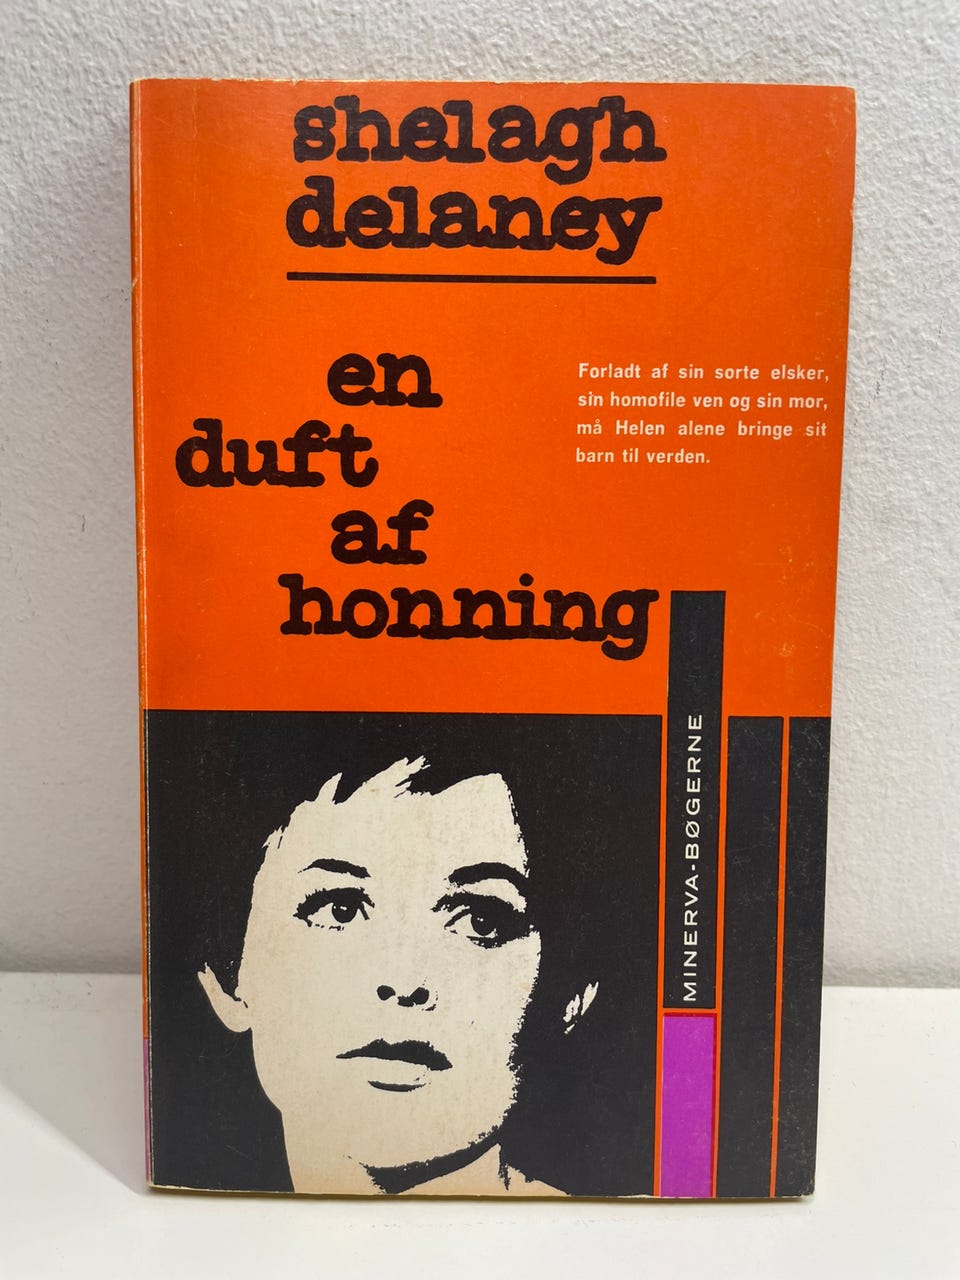 shelagh
delaney
en
duft
af
honning
Forladt af sin sorte elsker,
sin homofile ven og sin mor,
må Helen alene bringe sit
barn til verden.
MINERVA-BØGERNE